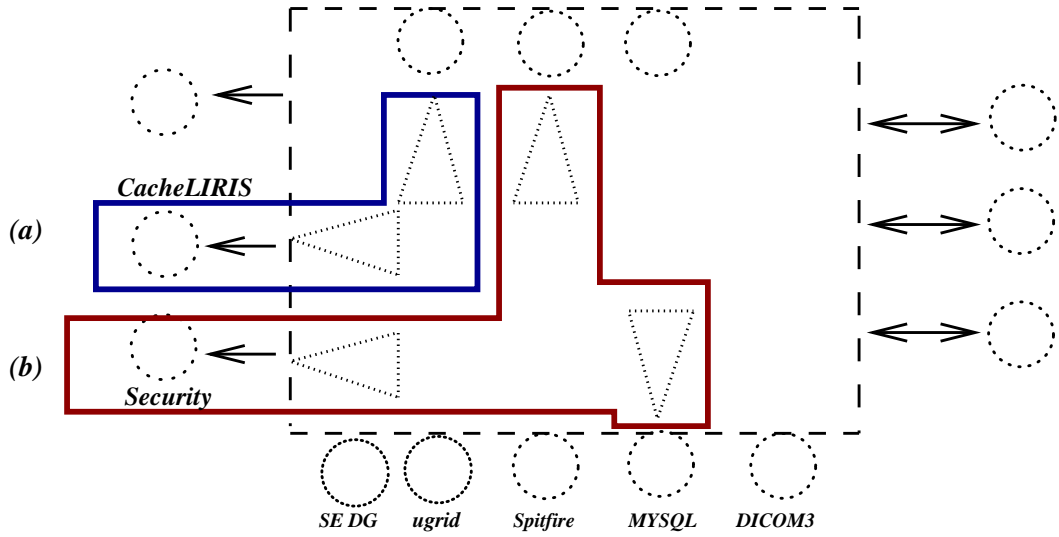 CacheLIRIS
(a)
(b)
Security
SE DG ugrid Spitfire MYSQL DICOM3